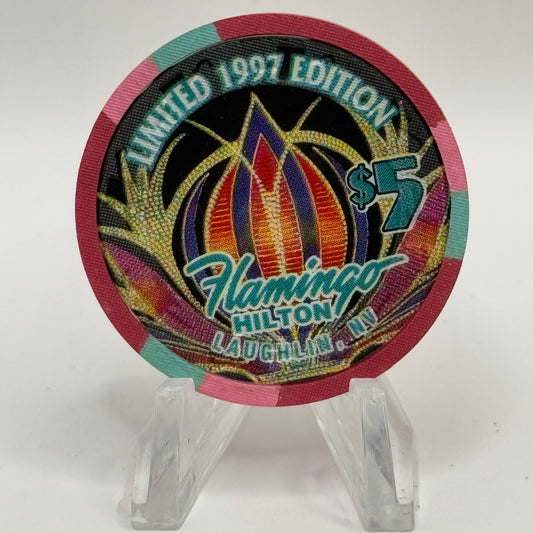 LIMITED 1997 EDITION
$5
Flamingo
HILTON
LAUGHLIN, NV